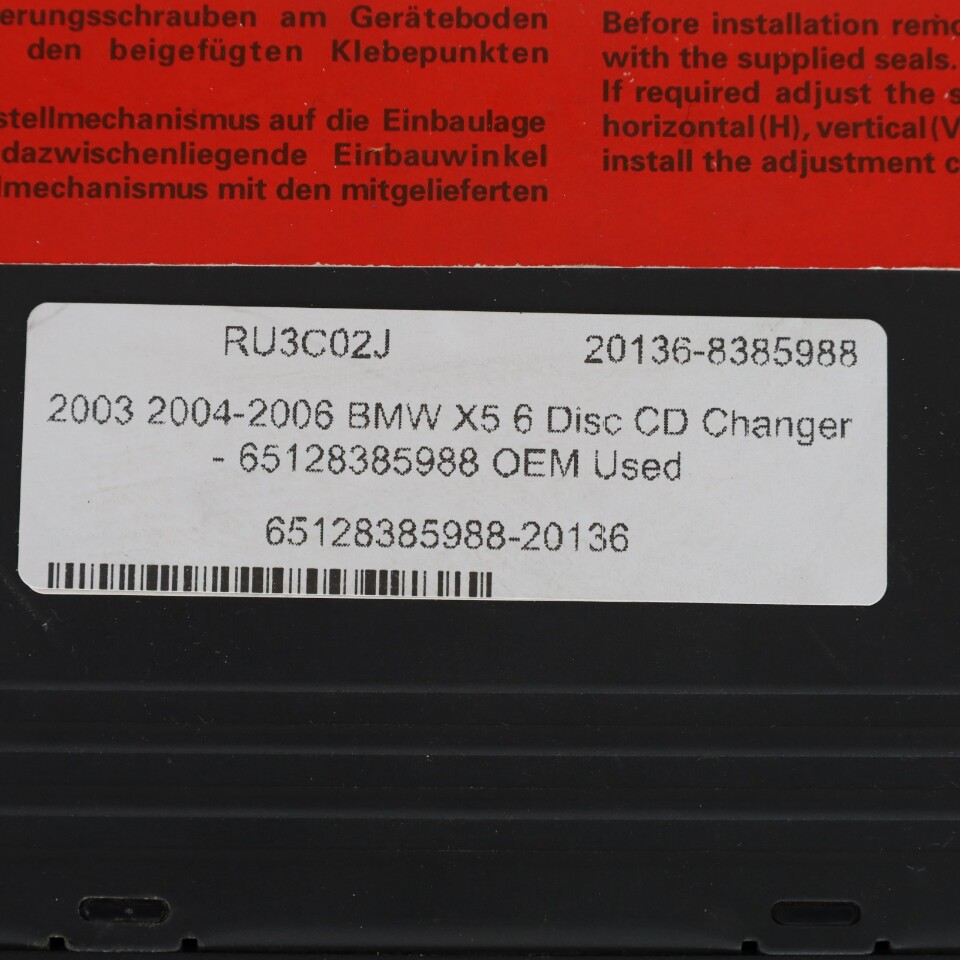 erungsschrauben am Geräteboden
den beigefügten Klebepunkten
stellmechanismus auf die Einbaulage
dazwischenliegende Einbauwinkel
lmechanismus mit den mitgelieferten
Before installation remo
with the supplied seals.
If required adjust the s
horizontal (H), vertical (V
install the adjustment c
RU3C02J 20136-8385988
2003 2004-2006 BMW X5 6 Disc CD Changer
- 65128385988 OEM Used
65128385988-20136